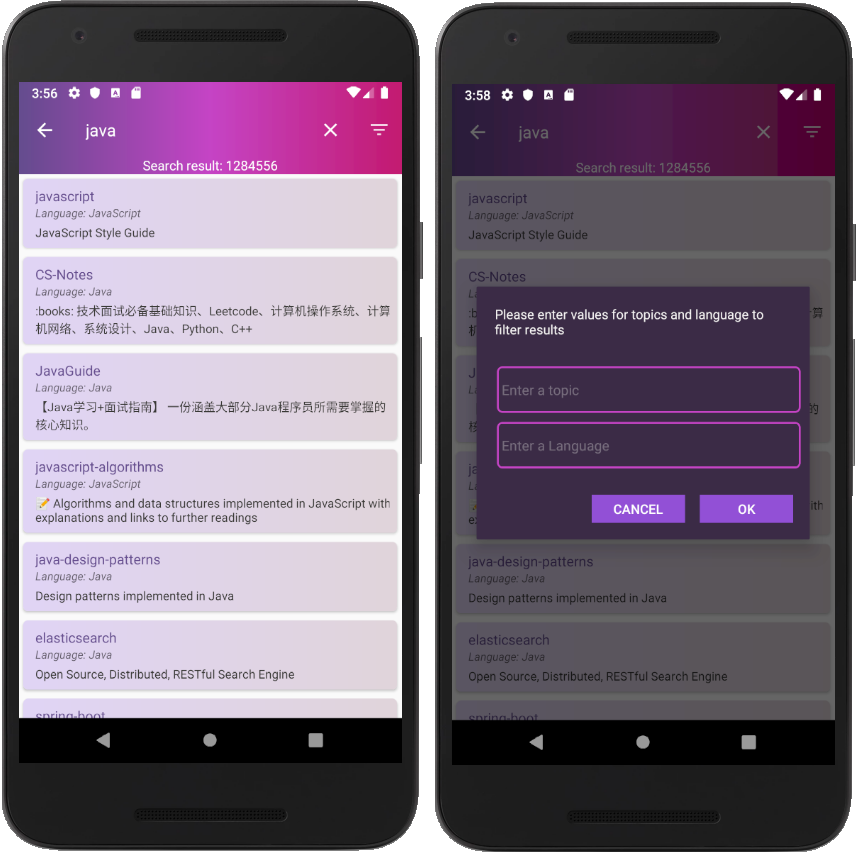 3:56
java
Search result: 1284556
javascript
Language: JavaScript
JavaScript Style Guide
CS-Notes
Language: Java
:books: 技术面试必备基础知识、Leetcode、计算机操作系统、计算
机网络、系统设计、Java、Python、C++
JavaGuide
Language: Java
【Java学习+面试指南】 一份涵盖大部分Java程序员所需要掌握的
核心知识。
javascript-algorithms
Language: JavaScript
📝 Algorithms and data structures implemented in JavaScript with
explanations and links to further readings
java-design-patterns
Language: Java
Design patterns implemented in Java
elasticsearch
Language: Java
Open Source, Distributed, RESTful Search Engine
spring-boot
3:58
java
Search result: 1284556
javascript
Language: JavaScript
JavaScript Style Guide
CS-Notes
Please enter values for topics and language to
filter results
Enter a topic
Enter a Language
CANCEL
OK
java-design-patterns
Language: Java
Design patterns implemented in Java
elasticsearch
Language: Java
Open Source, Distributed, RESTful Search Engine
spring-boot